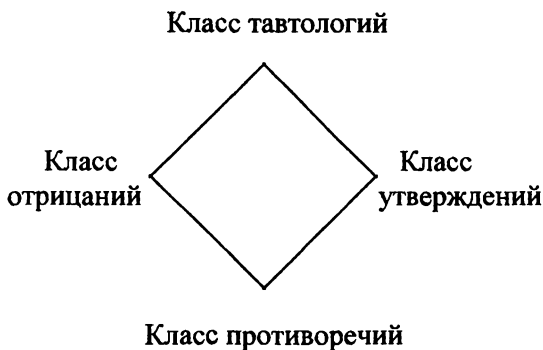 Класс тавтологий
Класс
отрицаний
Класс
утверждений
Класс противоречий